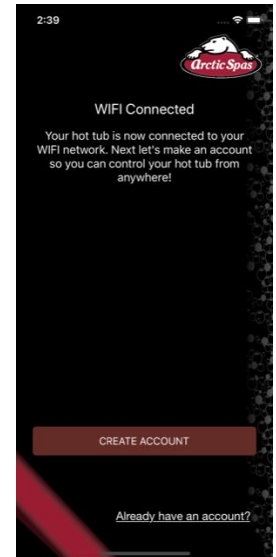 2:39
Arctic Spas
WIFI Connected
Your hot tub is now connected to your
WIFI network. Next let's make an account
so you can control your hot tub from
anywhere!
CREATE ACCOUNT
Already have an account?